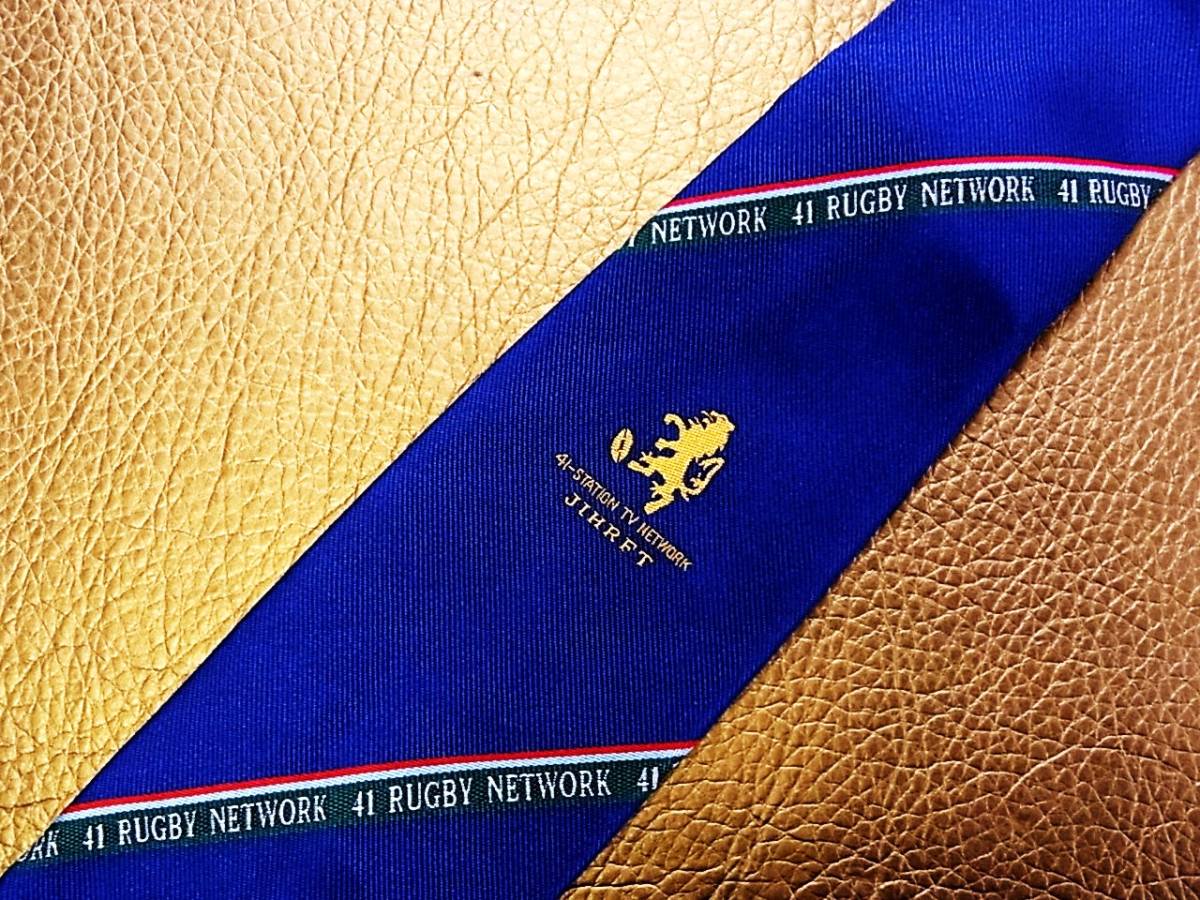 NETWORK 41 RUGBY NETWORK 41 RUGBY
41-STATION TV NETWORK
JIHRFT
RK 41 RUGBY NETWORK 41 RUGBY NETWORK 41